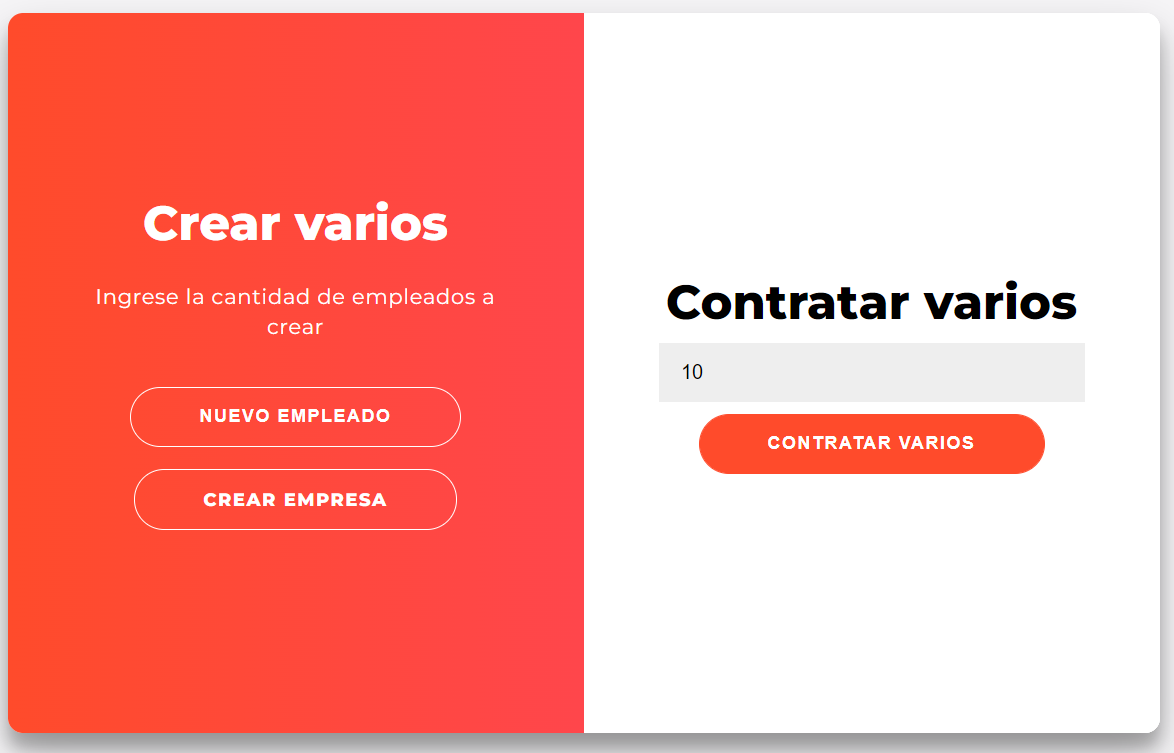 Crear varios
Ingrese la cantidad de empleados a
crear
NUEVO EMPLEADO
CREAR EMPRESA
Contratar varios
10
CONTRATAR VARIOS